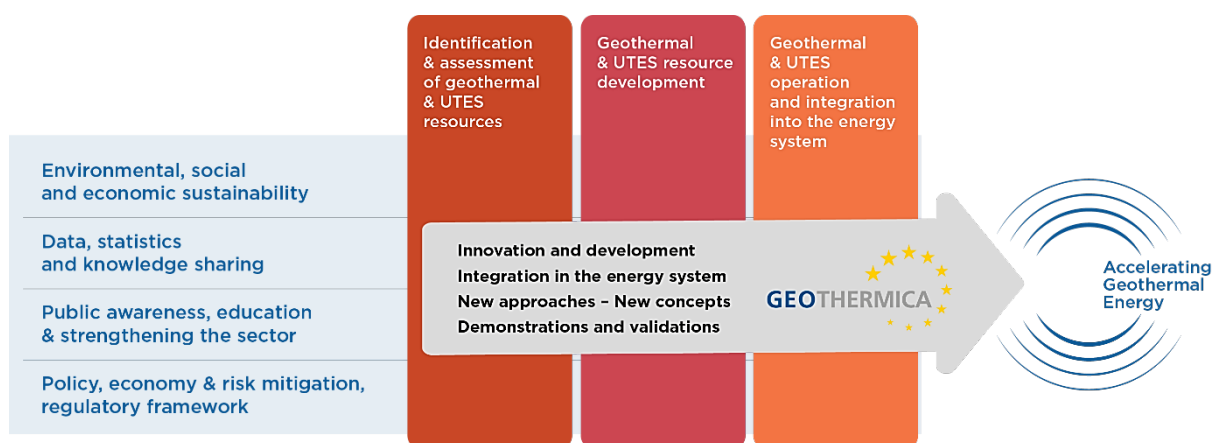 Identification
& assessment
of geothermal
& UTES
resources
Geothermal
& UTES resource
development
Geothermal
& UTES
operation
and integration
into the energy
system
Environmental, social
and economic sustainability
Data, statistics
and knowledge sharing
Public awareness, education
& strengthening the sector
Policy, economy & risk mitigation,
regulatory framework
Innovation and development
Integration in the energy system
New approaches – New concepts
Demonstrations and validations
GEOTHERMICA
Accelerating
Geothermal
Energy